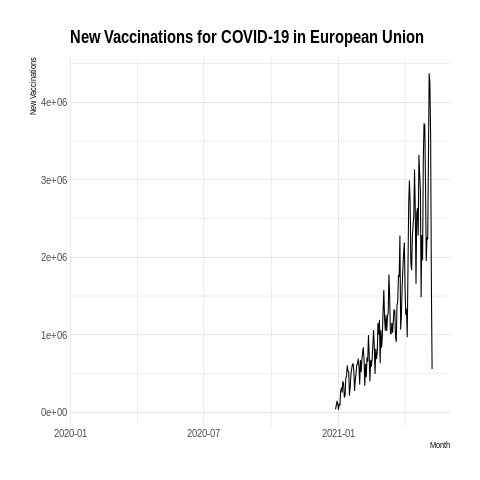 New Vaccinations for COVID-19 in European Union
New Vaccinations
4e+06
3e+06
2e+06
1e+06
0e+00
2020-01
2020-07
2021-01
Month